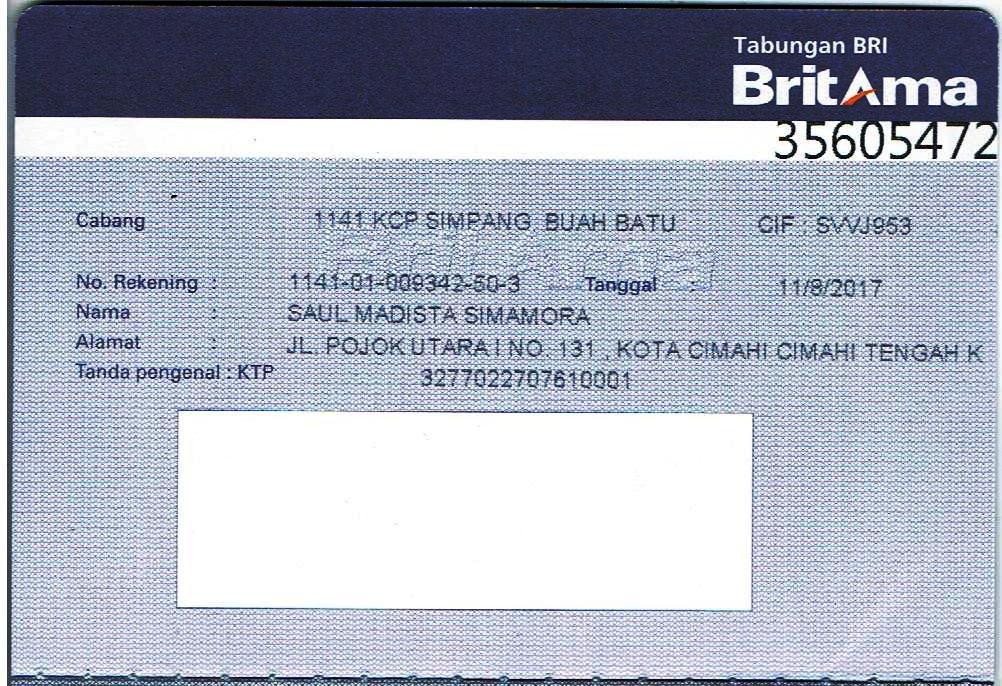 Tabungan BRI
BritAma
35605472
Cabang 1141 KCP SIMPANG BUAH BATU CIF : SVVJ953
No. Rekening : 1141-01-009342-50-3 Tanggal : 11/8/2017
Nama : SAUL MADISTA SIMAMORA
Alamat : JL. POJOK UTARA I NO. 131 , KOTA CIMAHI CIMAHI TENGAH K
Tanda pengenal : KTP 3277022707610001